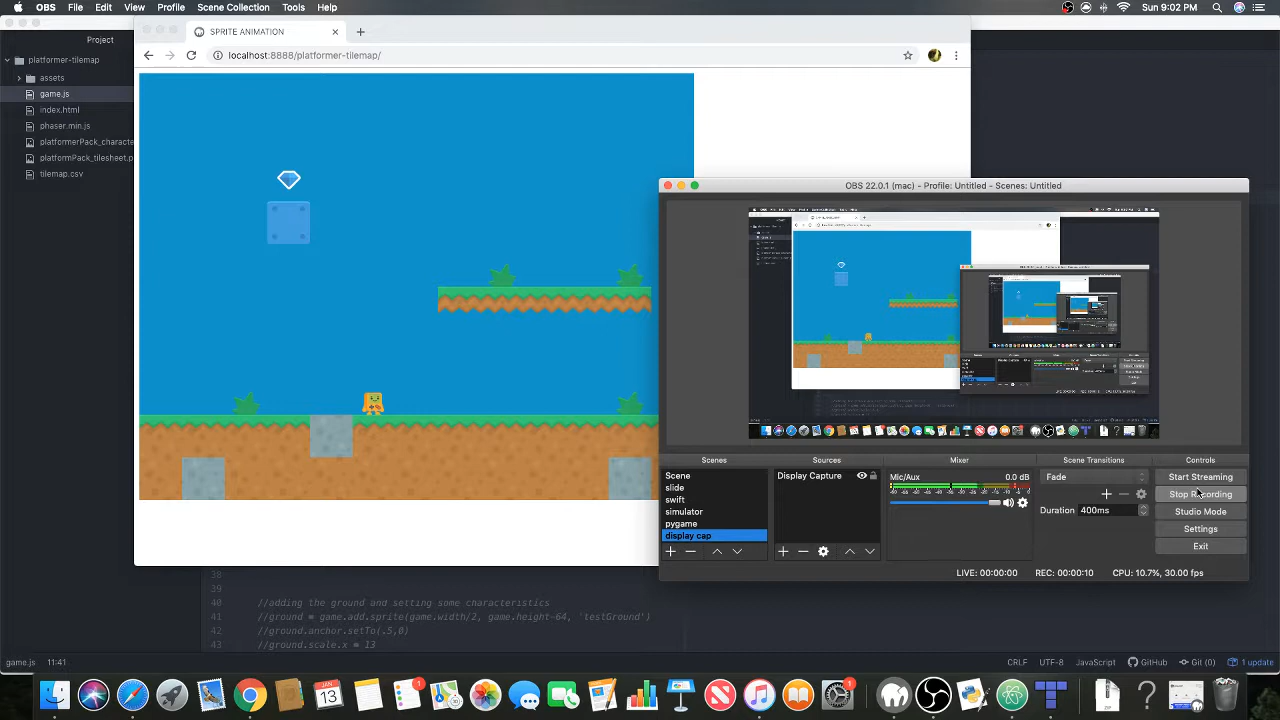 OBS File Edit View Profile Scene Collection Tools Help
Sun 9:02 PM
Project
platformer-tilemap
assets
game.js
index.html
phaser.min.js
platformerPack_characte
platformPack_tilesheet.p
tilemap.csv
SPRITE ANIMATION
localhost:8888/platformer-tilemap/
OBS 22.0.1 (mac) - Profile: Untitled - Scenes: Untitled
Scenes
Sources
Mixer
Scene Transitions
Controls
Scene
slide
swift
simulator
pygame
display cap
Display Capture
Mic/Aux
0.0 dB
Fade
Duration 400ms
Start Streaming
Stop Recording
Studio Mode
Settings
Exit
LIVE: 00:00:00 REC: 00:00:10 CPU: 10.7%, 30.00 fps
38
39
40 //adding the ground and setting some characteristics
41 //ground = game.add.sprite(game.width/2, game.height-64, 'testGround')
42 //ground.anchor.setTo(.5,0)
43 //ground.scale.x = 13
game.js 11:41
CRLF UTF-8 JavaScript GitHub Git (0) 1 update
JAN
13
1
1